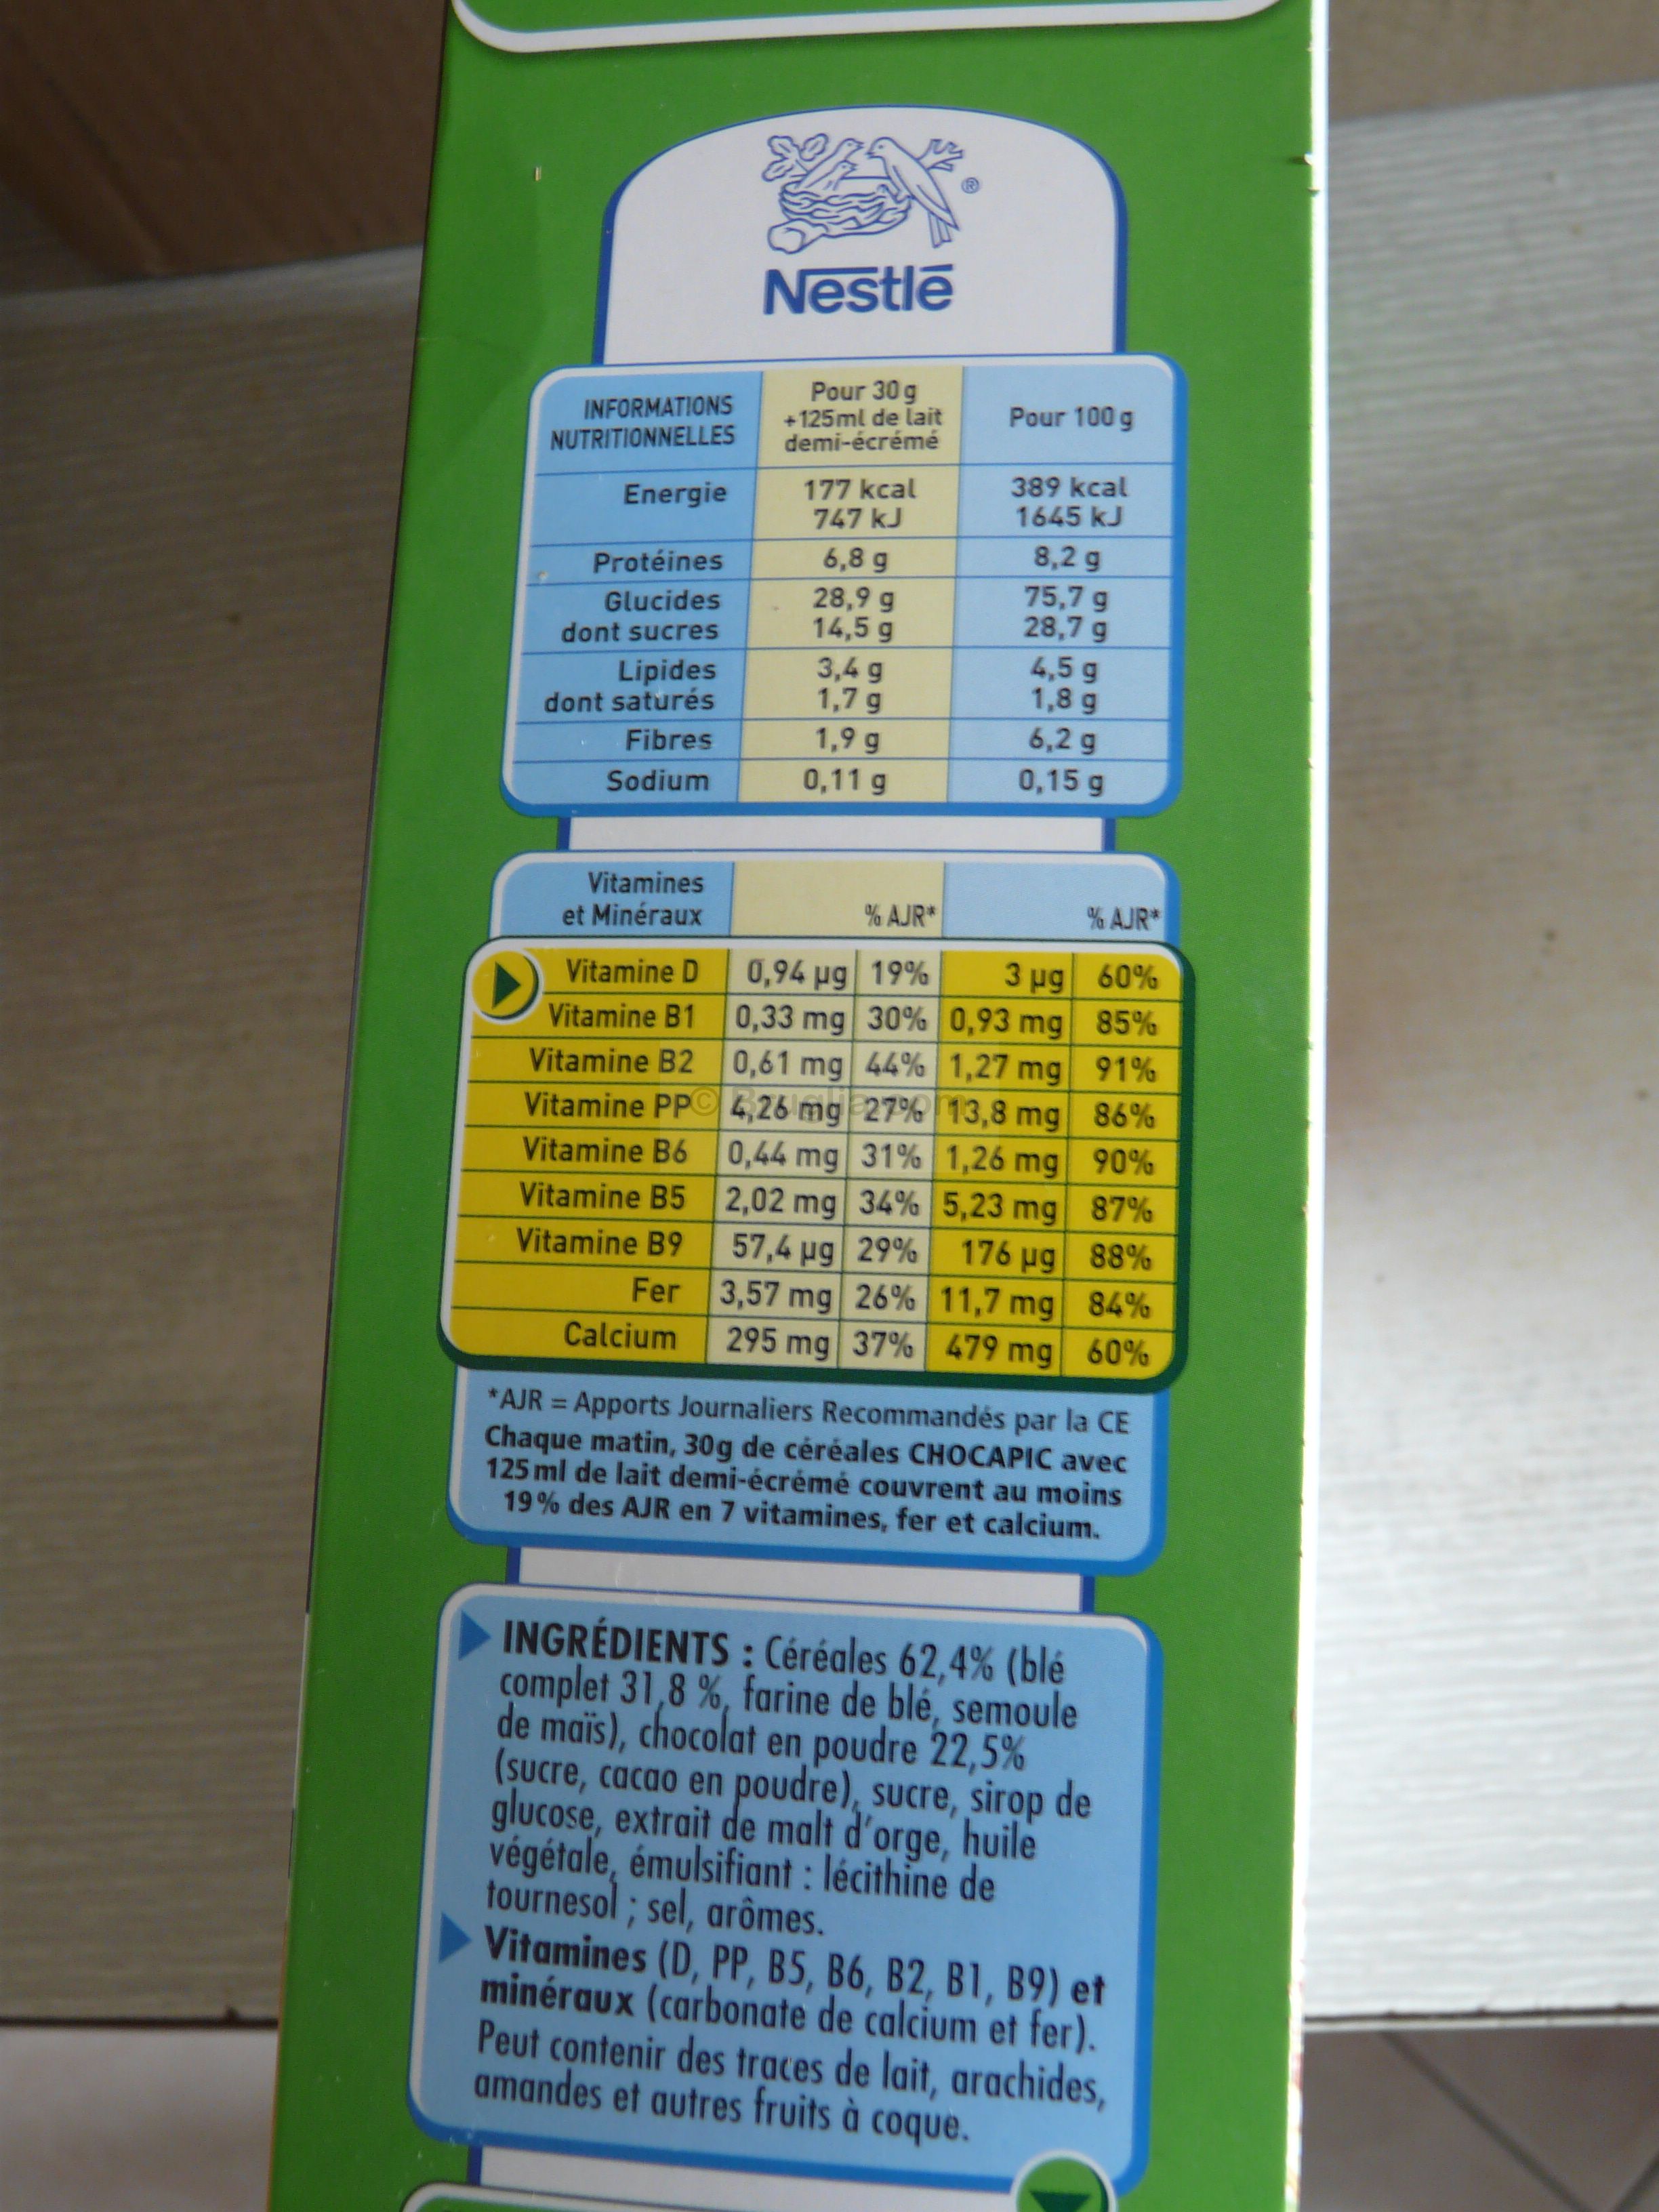 ®
Nestlé
INFORMATIONS NUTRITIONNELLES Pour 30 g +125ml de lait demi-écrémé Pour 100 g
Energie 177 kcal 747 kJ 389 kcal 1645 kJ
Protéines 6,8 g 8,2 g
Glucides 28,9 g 75,7 g
dont sucres 14,5 g 28,7 g
Lipides 3,4 g 4,5 g
dont saturés 1,7 g 1,8 g
Fibres 1,9 g 6,2 g
Sodium 0,11 g 0,15 g
Vitamines
et Minéraux % AJR* % AJR*
Vitamine D 0,94 µg 19% 3 µg 60%
Vitamine B1 0,33 mg 30% 0,93 mg 85%
Vitamine B2 0,61 mg 44% 1,27 mg 91%
Vitamine PP 4,26 mg 27% 13,8 mg 86%
Vitamine B6 0,44 mg 31% 1,26 mg 90%
Vitamine B5 2,02 mg 34% 5,23 mg 87%
Vitamine B9 57,4 µg 29% 176 µg 88%
Fer 3,57 mg 26% 11,7 mg 84%
Calcium 295 mg 37% 479 mg 60%
*AJR = Apports Journaliers Recommandés par la CE
Chaque matin, 30g de céréales CHOCAPIC avec
125 ml de lait demi-écrémé couvrent au moins
19% des AJR en 7 vitamines, fer et calcium.
INGRÉDIENTS : Céréales 62,4% (blé
complet 31,8 %, farine de blé, semoule
de maïs), chocolat en poudre 22,5%
(sucre, cacao en poudre), sucre, sirop de
glucose, extrait de malt d'orge, huile
végétale, émulsifiant : lécithine de
tournesol ; sel, arômes.
Vitamines (D, PP, B5, B6, B2, B1, B9) et
minéraux (carbonate de calcium et fer).
Peut contenir des traces de lait, arachides,
amandes et autres fruits à coque.